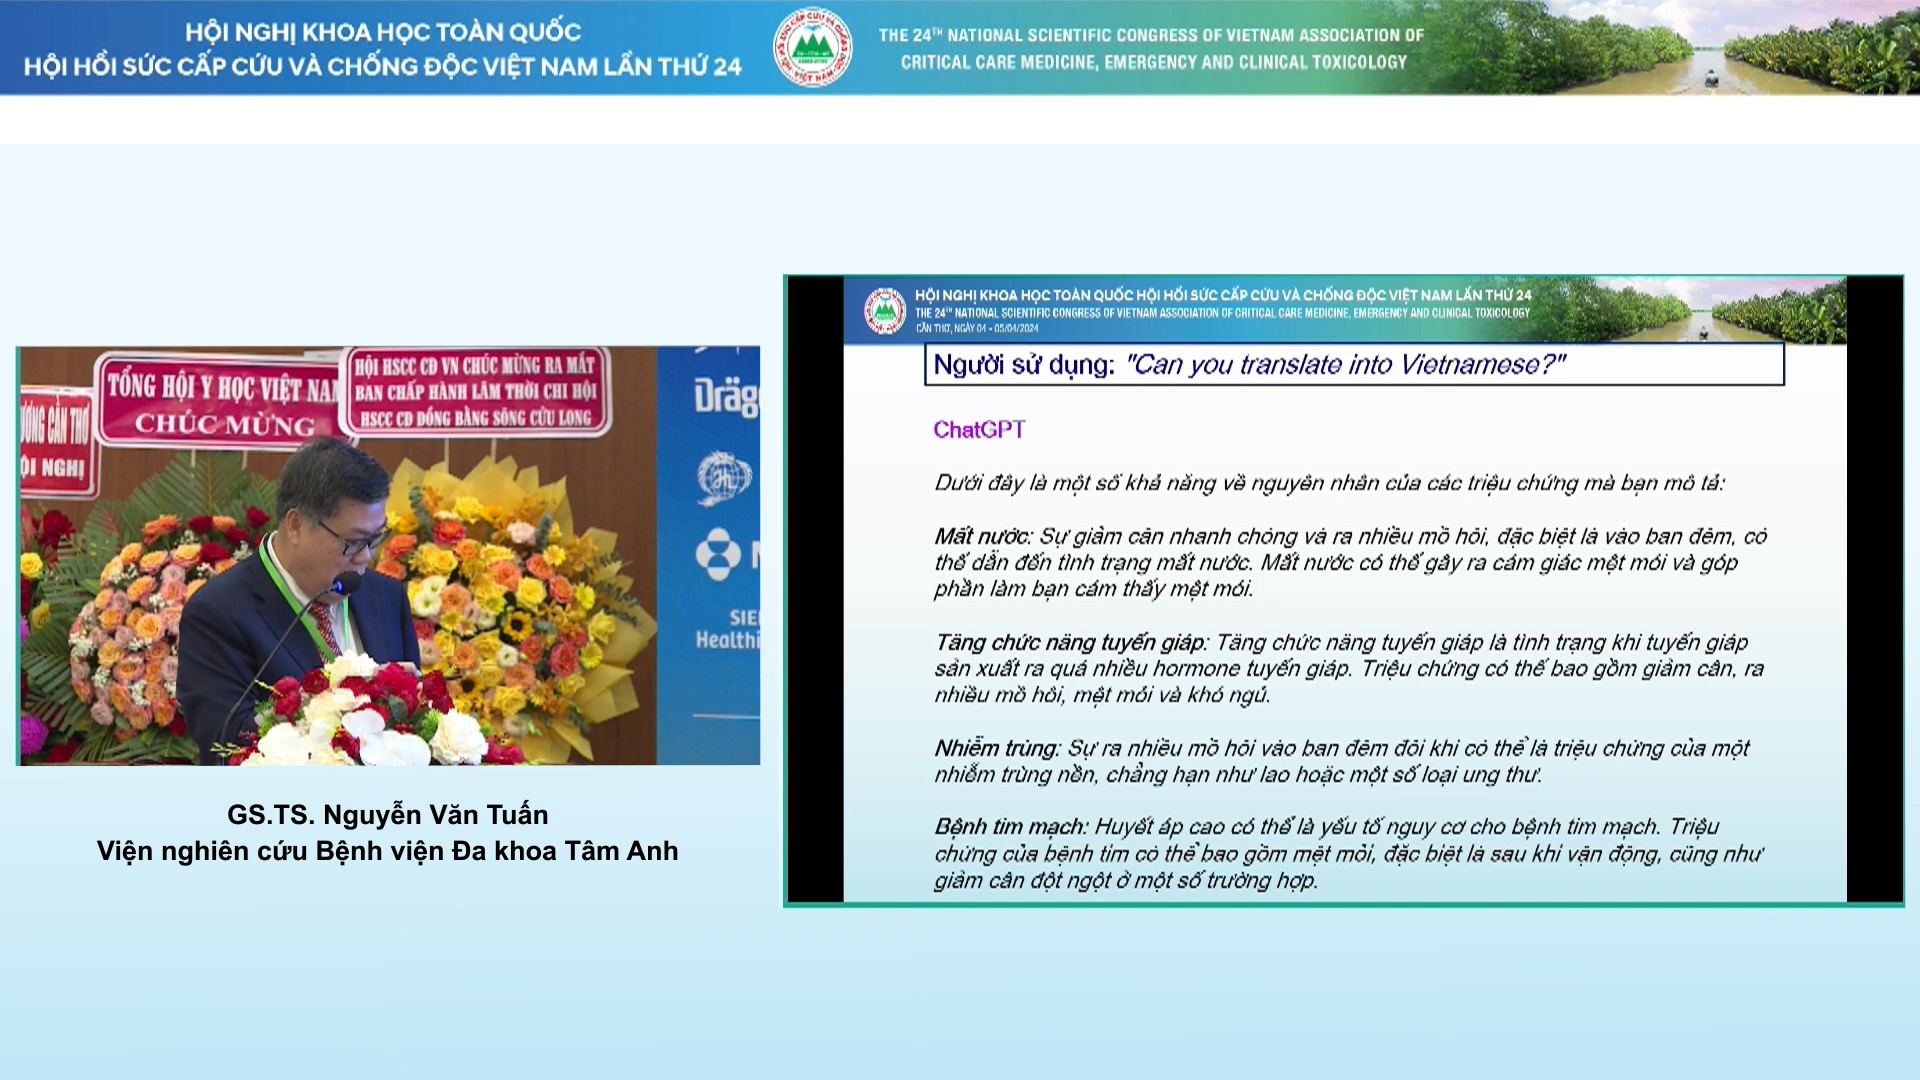 HỘI NGHỊ KHOA HỌC TOÀN QUỐC
HỘI HỒI SỨC CẤP CỨU VÀ CHỐNG ĐỘC VIỆT NAM LẦN THỨ 24
THE 24TH NATIONAL SCIENTIFIC CONGRESS OF VIETNAM ASSOCIATION OF
CRITICAL CARE MEDICINE, EMERGENCY AND CLINICAL TOXICOLOGY
TỔNG HỘI Y HỌC VIỆT NAM
CHÚC MỪNG
HỘI HSCC CĐ VN CHÚC MỪNG RA MẮT
BAN CHẤP HÀNH LÂM THỜI CHI HỘI
HSCC CĐ ĐỒNG BẰNG SÔNG CỬU LONG
ƯƠNG CẦN THƠ
ỘI NGHỊ
Dräg
SIE
Healthi
GS.TS. Nguyễn Văn Tuấn
Viện nghiên cứu Bệnh viện Đa khoa Tâm Anh
HỘI NGHỊ KHOA HỌC TOÀN QUỐC HỘI HỒI SỨC CẤP CỨU VÀ CHỐNG ĐỘC VIỆT NAM LẦN THỨ 24
THE 24TH NATIONAL SCIENTIFIC CONGRESS OF VIETNAM ASSOCIATION OF CRITICAL CARE MEDICINE, EMERGENCY AND CLINICAL TOXICOLOGY
CẦN THƠ, NGÀY 04 - 05/04/2024
Người sử dụng: "Can you translate into Vietnamese?"
ChatGPT
Dưới đây là một số khả năng về nguyên nhân của các triệu chứng mà bạn mô tả:
Mất nước: Sự giảm cân nhanh chóng và ra nhiều mồ hôi, đặc biệt là vào ban đêm, có
thể dẫn đến tình trạng mất nước. Mất nước có thể gây ra cảm giác mệt mỏi và góp
phần làm bạn cảm thấy mệt mỏi.
Tăng chức năng tuyến giáp: Tăng chức năng tuyến giáp là tình trạng khi tuyến giáp
sản xuất ra quá nhiều hormone tuyến giáp. Triệu chứng có thể bao gồm giảm cân, ra
nhiều mồ hôi, mệt mỏi và khó ngủ.
Nhiễm trùng: Sự ra nhiều mồ hôi vào ban đêm đôi khi có thể là triệu chứng của một
nhiễm trùng nền, chẳng hạn như lao hoặc một số loại ung thư.
Bệnh tim mạch: Huyết áp cao có thể là yếu tố nguy cơ cho bệnh tim mạch. Triệu
chứng của bệnh tim có thể bao gồm mệt mỏi, đặc biệt là sau khi vận động, cũng như
giảm cân đột ngột ở một số trường hợp.